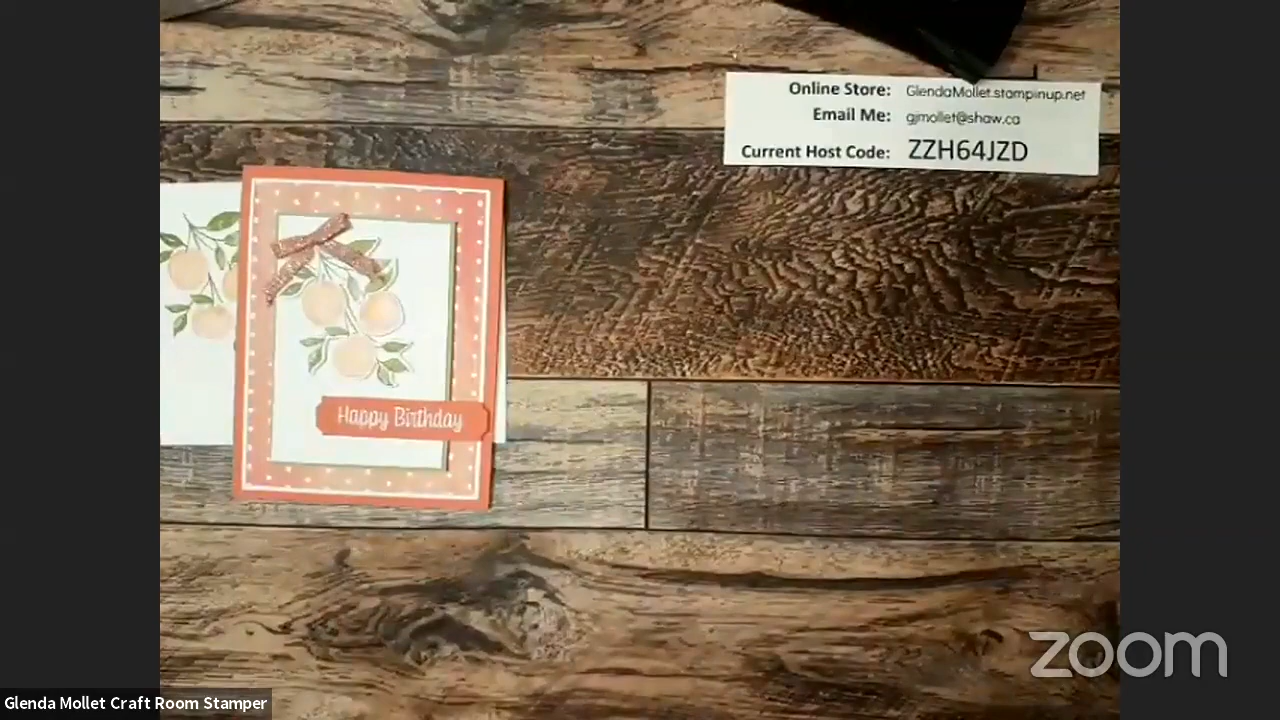 Online Store: GlendaMollet.stampinup.net
Email Me: gjmollet@shaw.ca
Current Host Code: ZZH64JZD
Happy Birthday
zoom
Glenda Mollet Craft Room Stamper